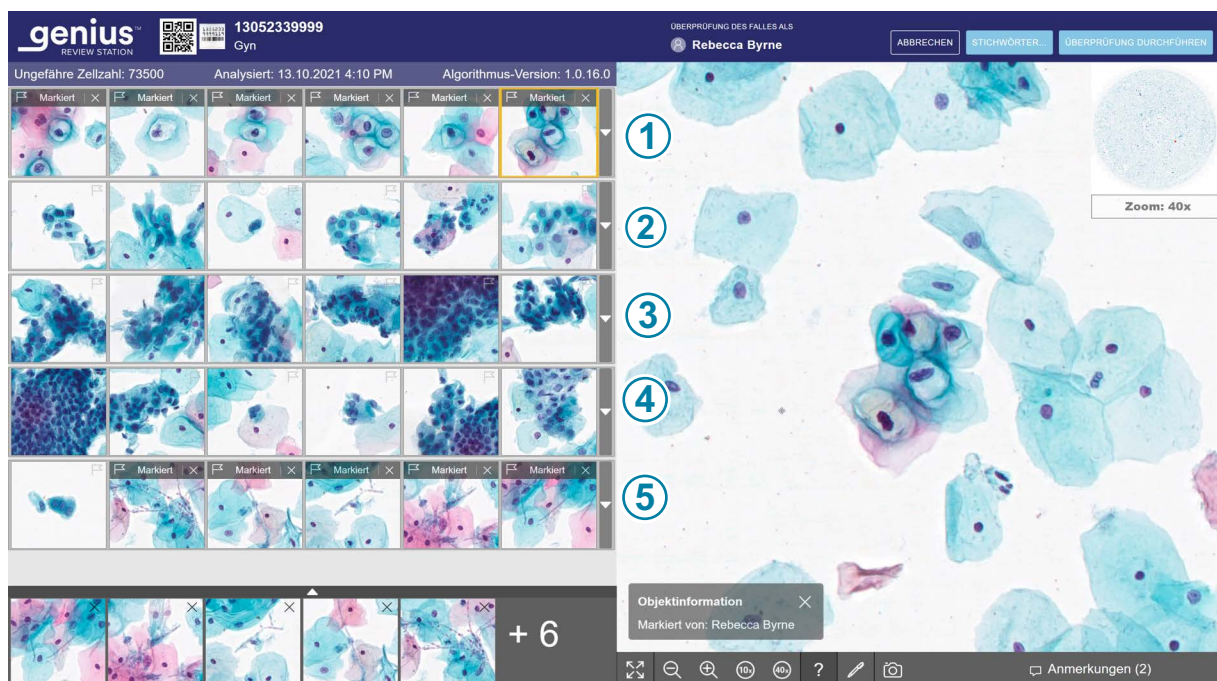 genius™
REVIEW STATION
13052339999
Gyn
ÜBERPRÜFUNG DES FALLES ALS
Rebecca Byrne
ABBRECHEN
STICHWÖRTER...
ÜBERPRÜFUNG DURCHFÜHREN
Ungefähre Zellzahl: 73500
Analysiert: 13.10.2021 4:10 PM
Algorithmus-Version: 1.0.16.0
Markiert
Markiert
Markiert
Markiert
Markiert
Markiert
1
2
3
4
5
Zoom: 40x
Markiert
Markiert
Markiert
Markiert
Markiert
+ 6
Objektinformation
Markiert von: Rebecca Byrne
10x
40x
?
Anmerkungen (2)